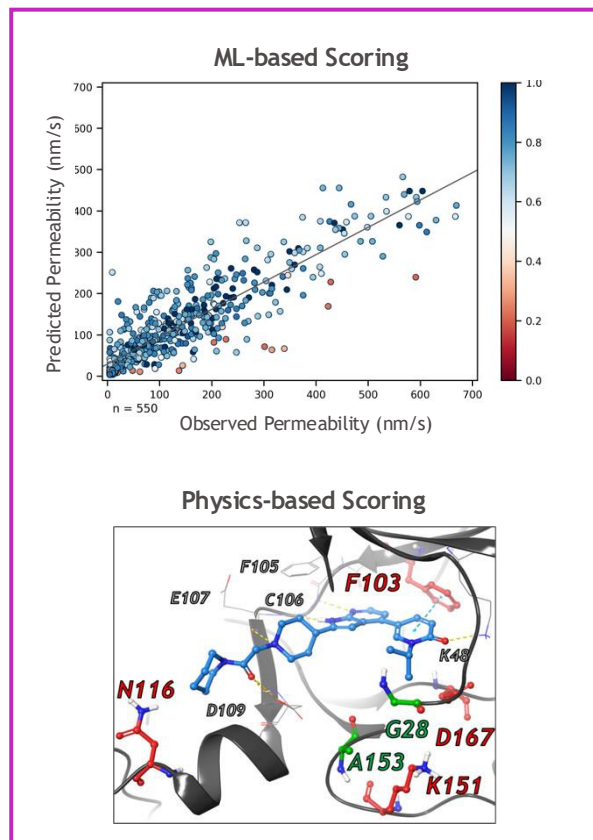 ML-based Scoring
Predicted Permeability (nm/s)
700
600
500
400
300
200
100
0
0 100 200 300 400 500 600 700
n = 550
Observed Permeability (nm/s)
1.0
0.8
0.6
0.4
0.2
0.0
Physics-based Scoring
F105
F103
E107
C106
K48
N116
D109
G28
D167
A153
K151